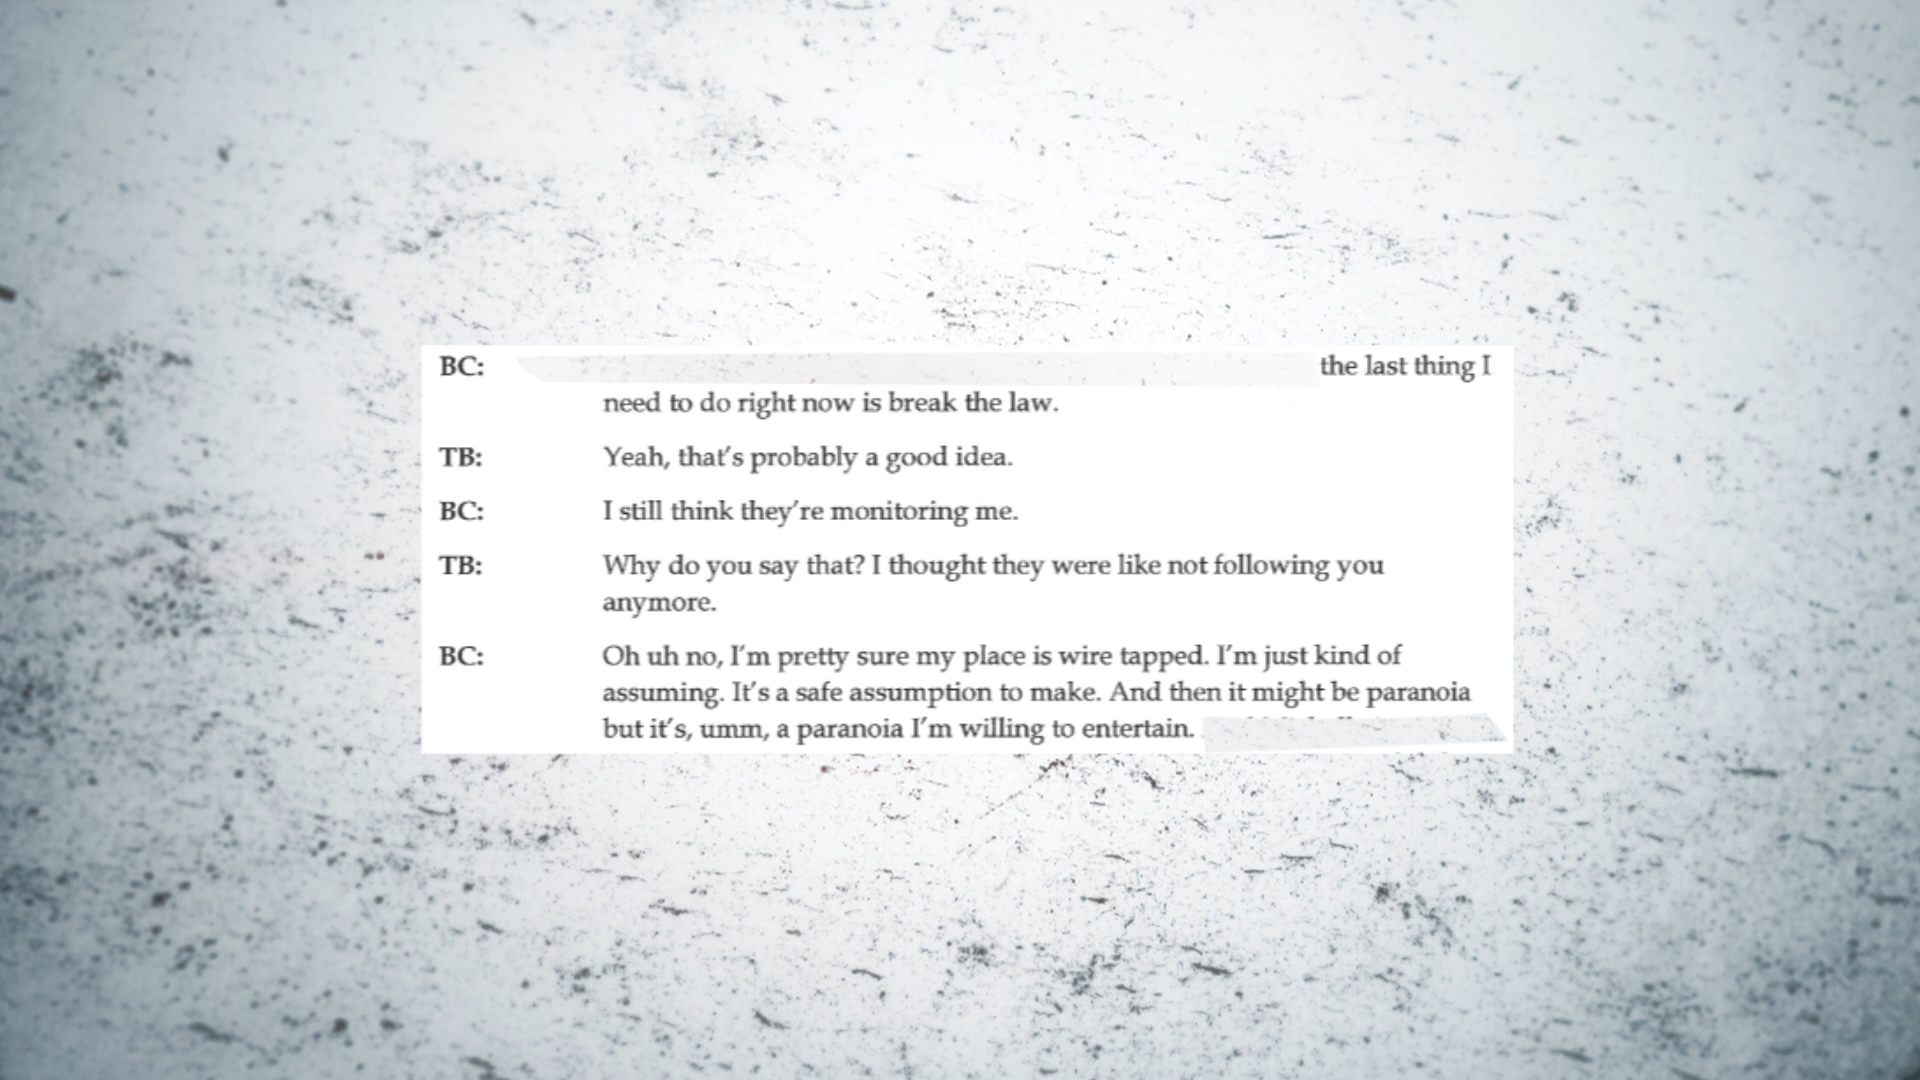 BC: the last thing I
need to do right now is break the law.
TB: Yeah, that's probably a good idea.
BC: I still think they're monitoring me.
TB: Why do you say that? I thought they were like not following you
anymore.
BC: Oh uh no, I'm pretty sure my place is wire tapped. I'm just kind of
assuming. It's a safe assumption to make. And then it might be paranoia
but it's, umm, a paranoia I'm willing to entertain.